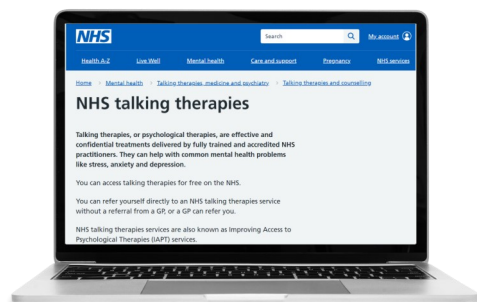 NHS
Search
My account
Health A-Z Live Well Mental health Care and support Pregnancy NHS services
Home > Mental health > Talking therapies, medicine and psychiatry > Talking therapies and counselling
NHS talking therapies
Talking therapies, or psychological therapies, are effective and
confidential treatments delivered by fully trained and accredited NHS
practitioners. They can help with common mental health problems
like stress, anxiety and depression.
You can access talking therapies for free on the NHS.
You can refer yourself directly to an NHS talking therapies service
without a referral from a GP, or a GP can refer you.
NHS talking therapies services are also known as Improving Access to
Psychological Therapies (IAPT) services.